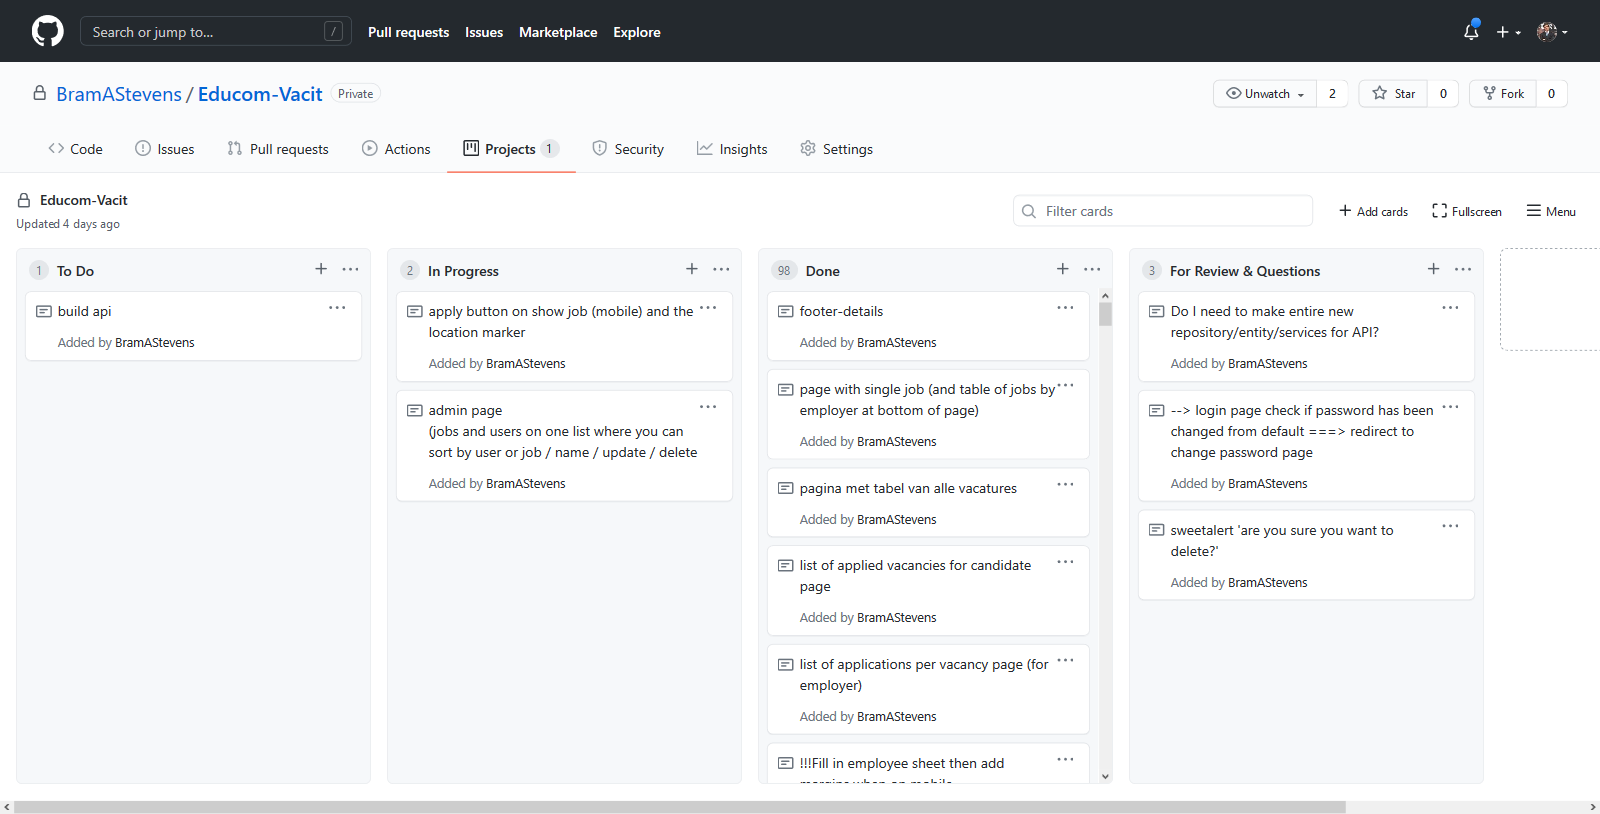 Search or jump to... /
Pull requests Issues Marketplace Explore
BramAStevens / Educom-Vacit Private
Unwatch 2 Star 0 Fork 0
Code Issues Pull requests Actions Projects 1 Security Insights Settings
Educom-Vacit
Updated 4 days ago
Filter cards
Add cards Fullscreen Menu
1 To Do
build api
Added by BramAStevens
2 In Progress
apply button on show job (mobile) and the
location marker
Added by BramAStevens
admin page
(jobs and users on one list where you can
sort by user or job / name / update / delete
Added by BramAStevens
98 Done
footer-details
Added by BramAStevens
page with single job (and table of jobs by
employer at bottom of page)
Added by BramAStevens
pagina met tabel van alle vacatures
Added by BramAStevens
list of applied vacancies for candidate
page
Added by BramAStevens
list of applications per vacancy page (for
employer)
Added by BramAStevens
!!!Fill in employee sheet then add
margins when on mobile
3 For Review & Questions
Do I need to make entire new
repository/entity/services for API?
Added by BramAStevens
--> login page check if password has been
changed from default ===> redirect to
change password page
Added by BramAStevens
sweetalert 'are you sure you want to
delete?'
Added by BramAStevens